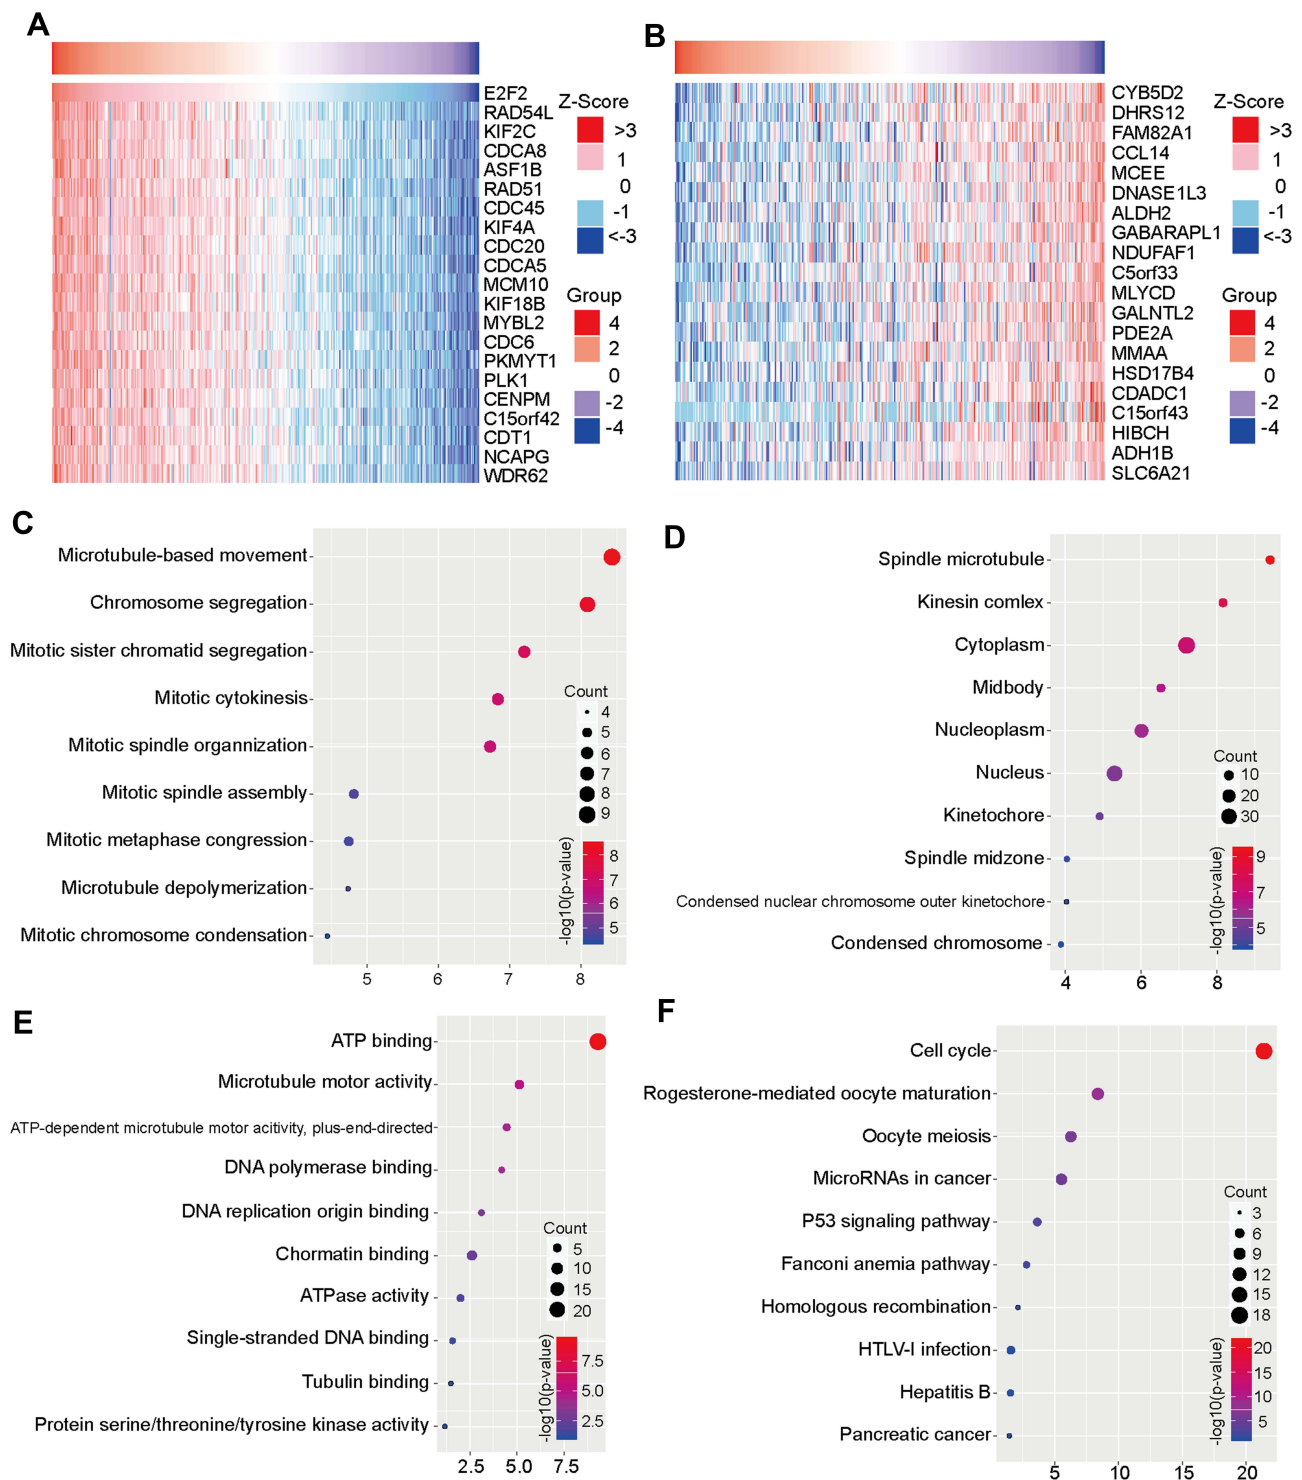 A
E2F2
RAD54L
KIF2C
CDCA8
ASF1B
RAD51
CDC45
KIF4A
CDC20
CDCA5
MCM10
KIF18B
MYBL2
CDC6
PKMYT1
PLK1
CENPM
C15orf42
CDT1
NCAPG
WDR62
Z-Score
>3
1
0
-1
<-3
Group
4
2
0
-2
-4
B
CYB5D2
DHRS12
FAM82A1
CCL14
MCEE
DNASE1L3
ALDH2
GABARAPL1
NDUFAF1
C5orf33
MLYCD
GALNTL2
PDE2A
MMAA
HSD17B4
CDADC1
C15orf43
HIBCH
ADH1B
SLC6A21
Z-Score
>3
1
0
-1
<-3
Group
4
2
0
-2
-4
C
Microtubule-based movement
Chromosome segregation
Mitotic sister chromatid segregation
Mitotic cytokinesis
Mitotic spindle organnization
Mitotic spindle assembly
Mitotic metaphase congression
Microtubule depolymerization
Mitotic chromosome condensation
Count
4
5
6
7
8
9
-log10(p-value)
8
7
6
5
5 6 7 8
D
Spindle microtubule
Kinesin comlex
Cytoplasm
Midbody
Nucleoplasm
Nucleus
Kinetochore
Spindle midzone
Condensed nuclear chromosome outer kinetochore
Condensed chromosome
Count
10
20
30
-log10(p-value)
9
7
5
4 6 8
E
ATP binding
Microtubule motor activity
ATP-dependent microtubule motor acitivity, plus-end-directed
DNA polymerase binding
DNA replication origin binding
Chormatin binding
ATPase activity
Single-stranded DNA binding
Tubulin binding
Protein serine/threonine/tyrosine kinase activity
Count
5
10
15
20
-log10(p-value)
7.5
5.0
2.5
2.5 5.0 7.5
F
Cell cycle
Rogesterone-mediated oocyte maturation
Oocyte meiosis
MicroRNAs in cancer
P53 signaling pathway
Fanconi anemia pathway
Homologous recombination
HTLV-I infection
Hepatitis B
Pancreatic cancer
Count
3
6
9
12
15
18
-log10(p-value)
20
15
10
5
5 10 15 20